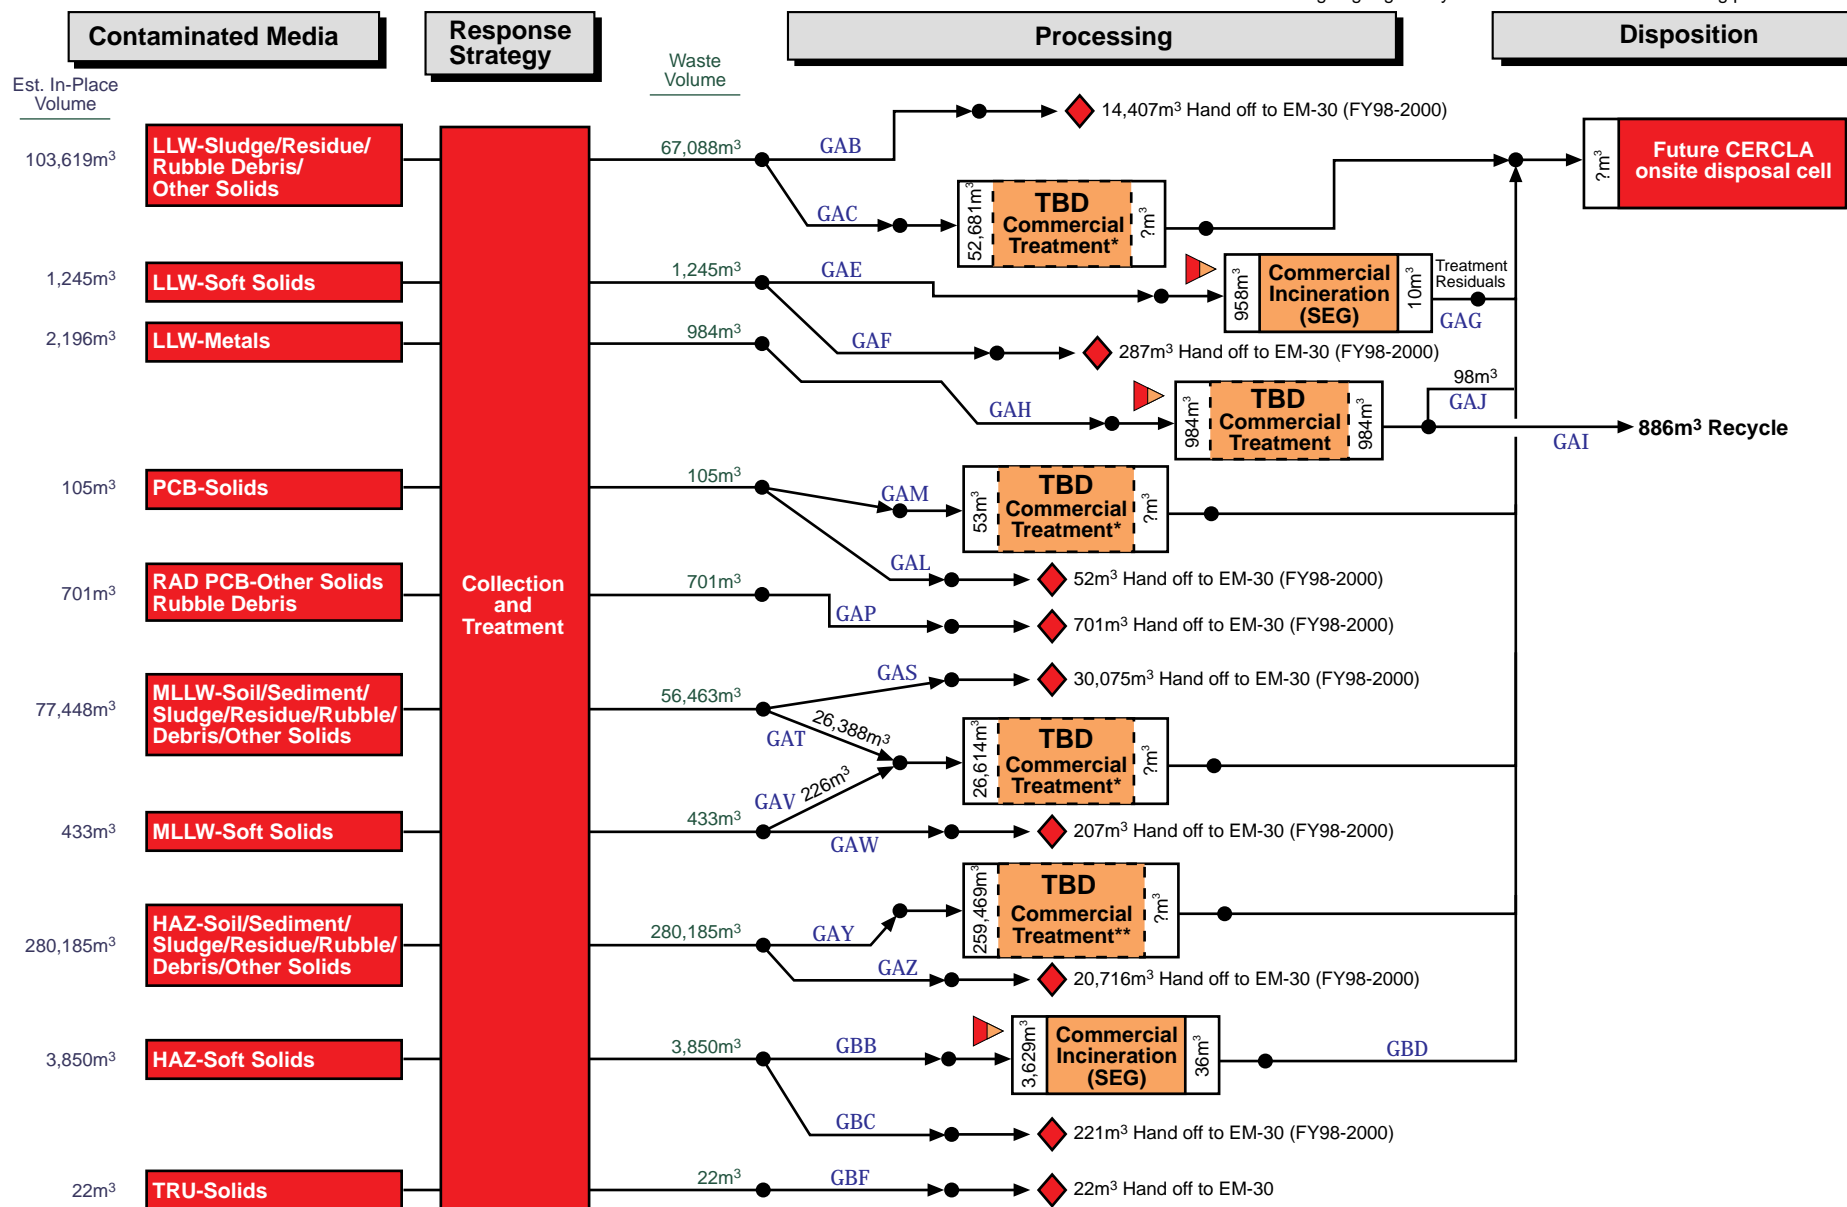 Contaminated Media
Response
Strategy
Processing
Disposition
Est. In-Place
Volume
Waste
Volume
103,619m³
LLW-Sludge/Residue/
Rubble Debris/
Other Solids
67,088m³
GAB
14,407m³ Hand off to EM-30 (FY98-2000)
GAC
52,681m³
TBD
Commercial
Treatment*
?m³
?m³
Future CERCLA
onsite disposal cell
1,245m³
LLW-Soft Solids
1,245m³
GAE
958m³
Commercial
Incineration
(SEG)
10m³
Treatment
Residuals
GAG
GAF
287m³ Hand off to EM-30 (FY98-2000)
2,196m³
LLW-Metals
984m³
GAH
984m³
TBD
Commercial
Treatment
984m³
98m³
GAJ
GAI
886m³ Recycle
105m³
PCB-Solids
105m³
GAM
53m³
TBD
Commercial
Treatment*
?m³
GAL
52m³ Hand off to EM-30 (FY98-2000)
Collection
and
Treatment
701m³
RAD PCB-Other Solids
Rubble Debris
701m³
GAP
701m³ Hand off to EM-30 (FY98-2000)
77,448m³
MLLW-Soil/Sediment/
Sludge/Residue/Rubble/
Debris/Other Solids
56,463m³
GAS
30,075m³ Hand off to EM-30 (FY98-2000)
GAT
26,388m³
26,614m³
TBD
Commercial
Treatment*
?m³
GAV
226m³
433m³
MLLW-Soft Solids
433m³
GAW
207m³ Hand off to EM-30 (FY98-2000)
280,185m³
HAZ-Soil/Sediment/
Sludge/Residue/Rubble/
Debris/Other Solids
280,185m³
GAY
259,469m³
TBD
Commercial
Treatment**
?m³
GAZ
20,716m³ Hand off to EM-30 (FY98-2000)
3,850m³
HAZ-Soft Solids
3,850m³
GBB
3,629m³
Commercial
Incineration
(SEG)
36m³
GBD
GBC
221m³ Hand off to EM-30 (FY98-2000)
22m³
TRU-Solids
22m³
GBF
22m³ Hand off to EM-30